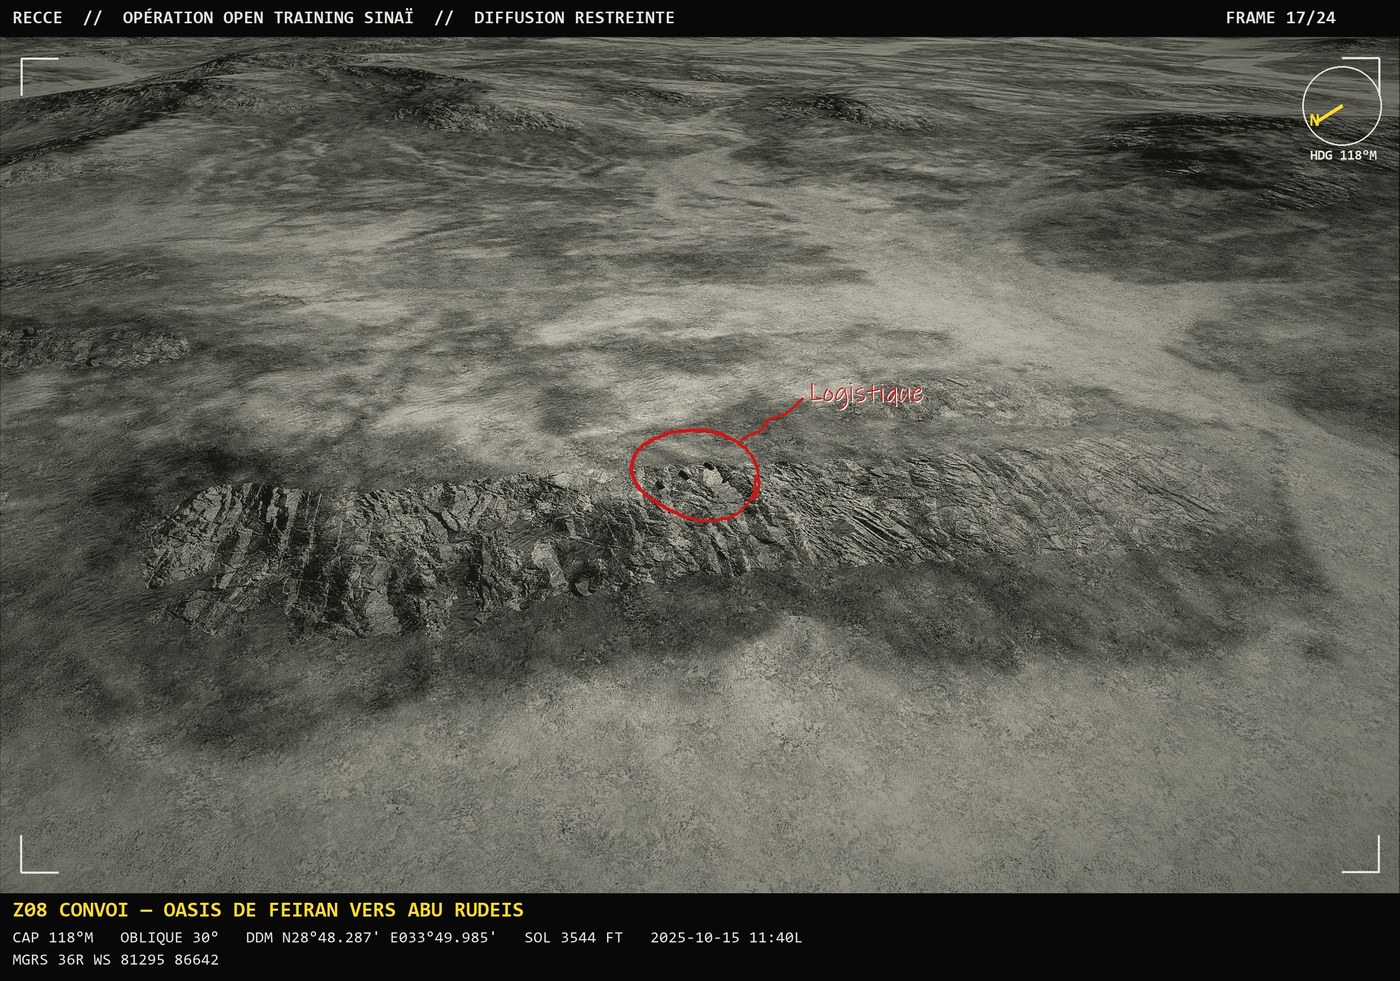 RECCE // OPÉRATION OPEN TRAINING SINAÏ // DIFFUSION RESTREINTE
FRAME 17/24
N
HDG 118°M
Logistique
Z08 CONVOI — OASIS DE FEIRAN VERS ABU RUDEIS
CAP 118°M OBLIQUE 30° DDM N28°48.287' E033°49.985' SOL 3544 FT 2025-10-15 11:40L
MGRS 36R WS 81295 86642